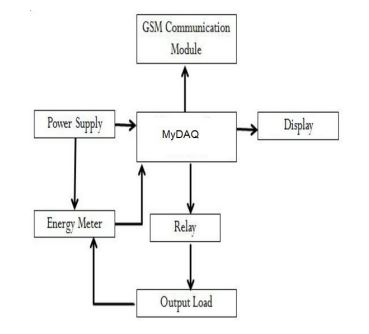 GSM Communication
Module
Power Supply
MyDAQ
Display
Energy Meter
Relay
Output Load